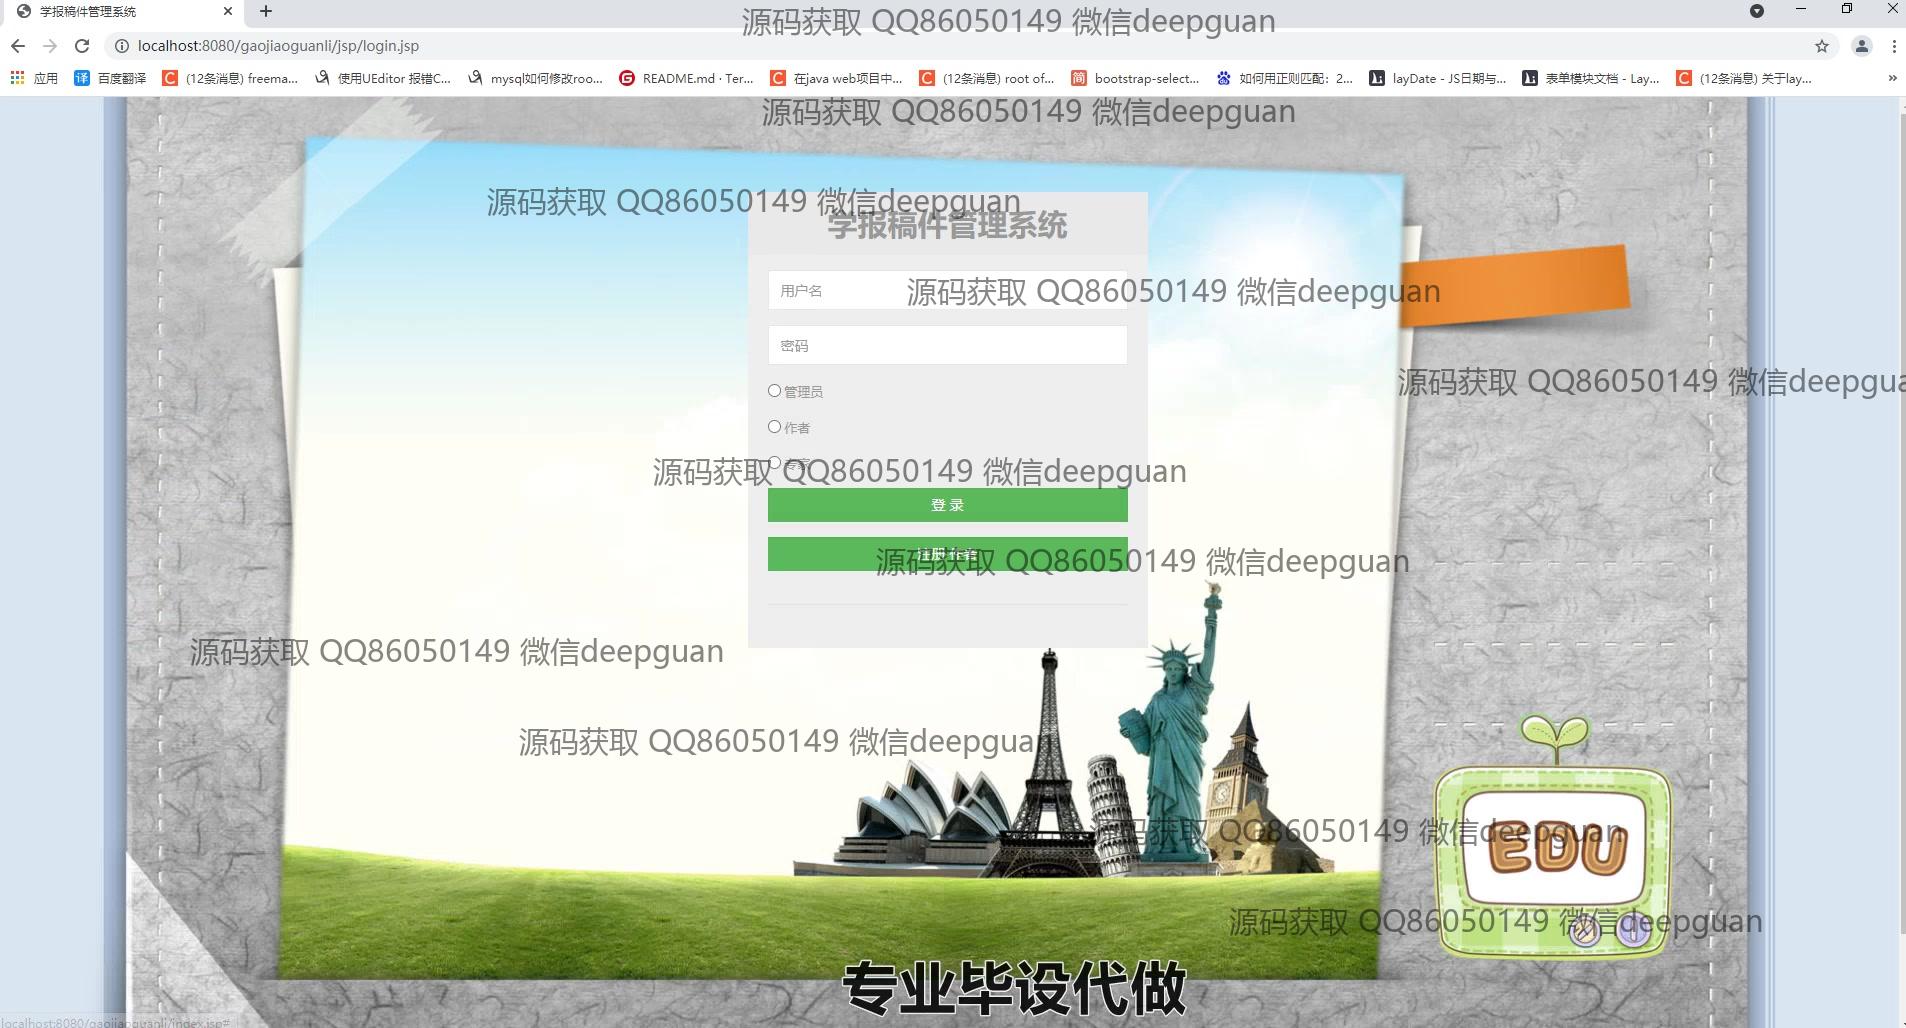 学报稿件管理系统
源码获取 QQ86050149 微信deepguan
localhost:8080/gaojiaoguanli/jsp/login.jsp
应用 百度翻译 (12条消息) freema... 使用UEditor 报错C... mysql如何修改roo... README.md · Ter... 在java web项目中... (12条消息) root of... bootstrap-select... 如何用正则匹配：2... layDate - JS日期与... 表单模块文档 - Lay... (12条消息) 关于lay... »
源码获取 QQ86050149 微信deepguan
源码获取 QQ86050149 微信deepguan
学报稿件管理系统
用户名
源码获取 QQ86050149 微信deepguan
密码
源码获取 QQ86050149 微信deepgua
管理员
作者
专家
源码获取 QQ86050149 微信deepguan
登 录
注册作者
源码获取 QQ86050149 微信deepguan
源码获取 QQ86050149 微信deepguan
源码获取 QQ86050149 微信deepguan
源码获取 QQ86050149 微信deepguan
EDU
源码获取 QQ86050149 微信deepguan
专业毕设代做
localhost:8080/gaojiaoguanli/index.jsp#